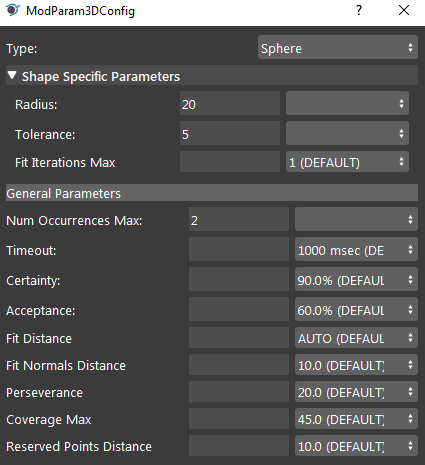 ModParam3DConfig ? ×
Type: Sphere
▼ Shape Specific Parameters
Radius: 20
Tolerance: 5
Fit Iterations Max 1 (DEFAULT)
General Parameters
Num Occurrences Max: 2
Timeout: 1000 msec (DE
Certainty: 90.0% (DEFAUL
Acceptance: 60.0% (DEFAUL
Fit Distance AUTO (DEFAUL
Fit Normals Distance 10.0 (DEFAULT)
Perseverance 20.0 (DEFAULT)
Coverage Max 45.0 (DEFAULT)
Reserved Points Distance 10.0 (DEFAULT)